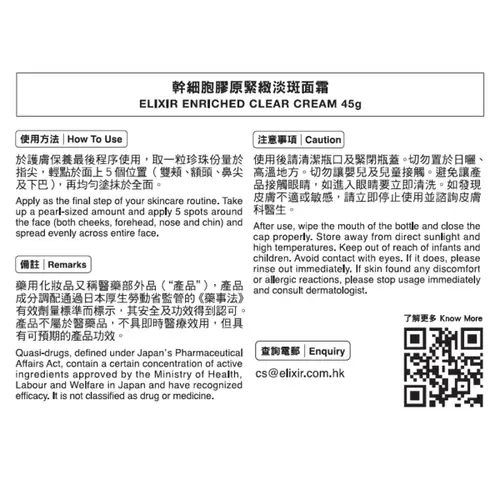 幹細胞膠原緊緻淡斑面霜
ELIXIR ENRICHED CLEAR CREAM 45g
使用方法 | How To Use
於護膚保養最後程序使用，取一粒珍珠份量於
指尖，輕點於面上5個位置（雙頰、額頭、鼻尖
及下巴），再均勻塗抹於全面。
Apply as the final step of your skincare routine. Take
up a pearl-sized amount and apply 5 spots around
the face (both cheeks, forehead, nose and chin) and
spread evenly across entire face.
備註 | Remarks
藥用化妝品又稱醫藥部外品（“產品”），產品
成分調配通過日本厚生勞動省監管的《藥事法》
有效劑量標準而標示，其安全及功效得到認可。
產品不屬於醫藥品，不具即時醫療效用，但具
有可預期的產品功效。
Quasi-drugs, defined under Japan's Pharmaceutical
Affairs Act, contain a certain concentration of active
ingredients approved by the Ministry of Health,
Labour and Welfare in Japan and have recognized
efficacy. It is not classified as drug or medicine.
注意事項 | Caution
使用後請清潔瓶口及緊閉瓶蓋。切勿置於日曬、
高溫地方。切勿讓嬰兒及兒童接觸。避免讓產
品接觸眼睛，如進入眼睛要立即清洗。如發現
皮膚不適或敏感，請立即停止使用並諮詢皮膚
科醫生。
After use, wipe the mouth of the bottle and close the
cap properly. Store away from direct sunlight and
high temperatures. Keep out of reach of infants and
children. Avoid contact with eyes. If it does, please
rinse out immediately. If skin found any discomfort
or allergic reactions, please stop usage immediately
and consult dermatologist.
查詢電郵 | Enquiry
cs@elixir.com.hk
了解更多 Know More